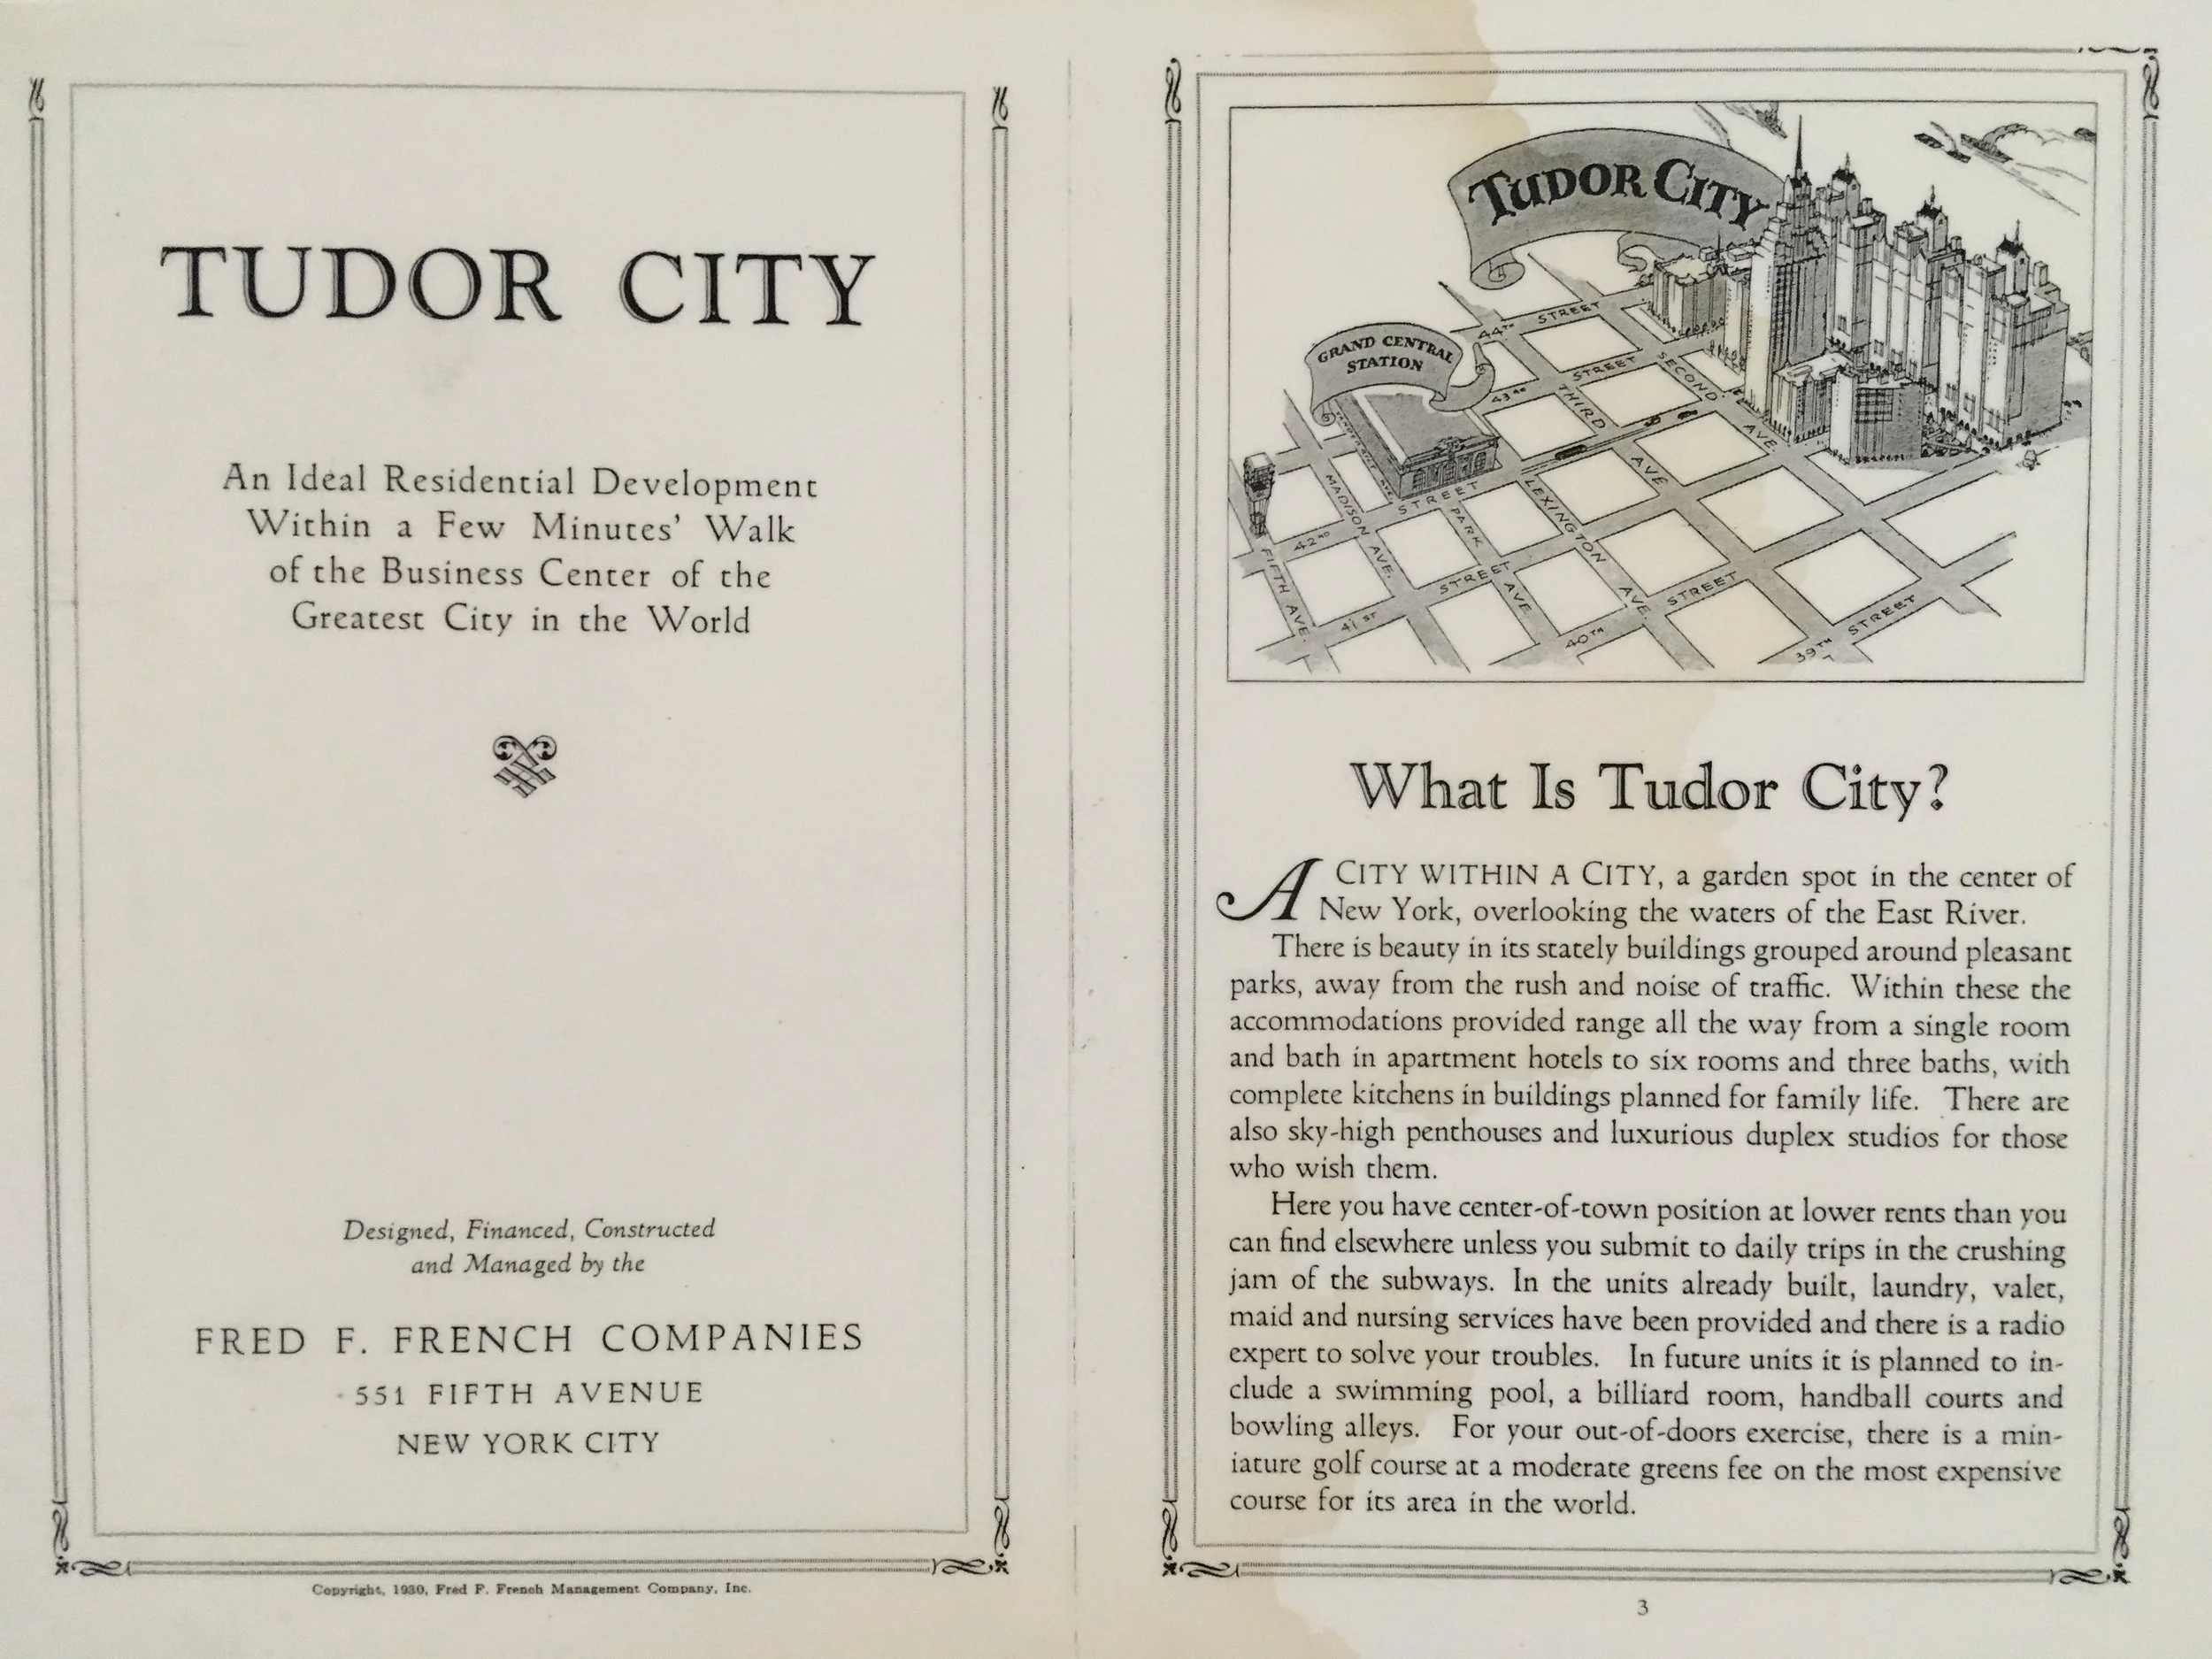 TUDOR CITY
An Ideal Residential Development
Within a Few Minutes' Walk
of the Business Center of the
Greatest City in the World
Designed, Financed, Constructed
and Managed by the
FRED F. FRENCH COMPANIES
551 FIFTH AVENUE
NEW YORK CITY
Copyright, 1930, Fred F. French Management Company, Inc.
TUDOR CITY
GRAND CENTRAL
STATION
44TH STREET
43RD STREET
SECOND AVE.
THIRD AVE
VANDERBILT AVE.
MADISON AVE.
42ND STREET
PARK AVE
LEXINGTON AVE
FIFTH AVE.
41ST STREET
40TH STREET
39TH STREET
What Is Tudor City?
A CITY WITHIN A CITY, a garden spot in the center of
New York, overlooking the waters of the East River.
There is beauty in its stately buildings grouped around pleasant
parks, away from the rush and noise of traffic. Within these the
accommodations provided range all the way from a single room
and bath in apartment hotels to six rooms and three baths, with
complete kitchens in buildings planned for family life. There are
also sky-high penthouses and luxurious duplex studios for those
who wish them.
Here you have center-of-town position at lower rents than you
can find elsewhere unless you submit to daily trips in the crushing
jam of the subways. In the units already built, laundry, valet,
maid and nursing services have been provided and there is a radio
expert to solve your troubles. In future units it is planned to in-
clude a swimming pool, a billiard room, handball courts and
bowling alleys. For your out-of-doors exercise, there is a min-
iature golf course at a moderate greens fee on the most expensive
course for its area in the world.
3